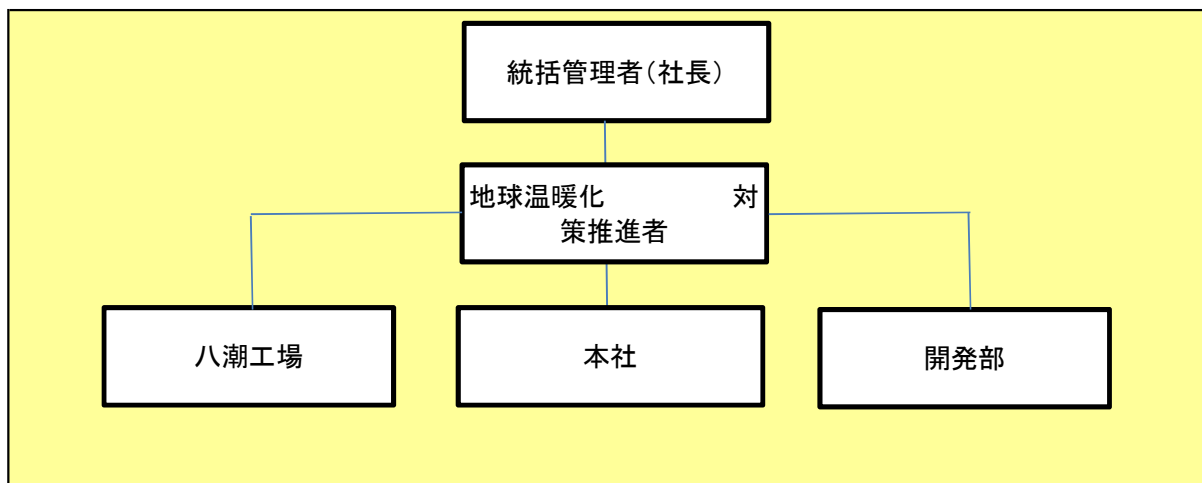 統括管理者（社長）
地球温暖化 対
策推進者
八潮工場
本社
開発部